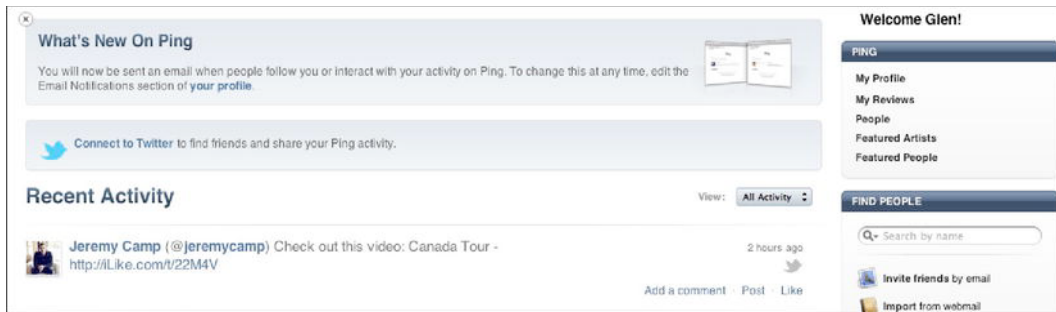 What's New On Ping
You will now be sent an email when people follow you or interact with your activity on Ping. To change this at any time, edit the
Email Notifications section of your profile.
Connect to Twitter to find friends and share your Ping activity.
Recent Activity
View: All Activity
Jeremy Camp (@jeremycamp) Check out this video: Canada Tour -
http://iLike.com/t/22M4V
2 hours ago
Add a comment · Post · Like
Welcome Glen!
PING
My Profile
My Reviews
People
Featured Artists
Featured People
FIND PEOPLE
Search by name
Invite friends by email
Import from webmail